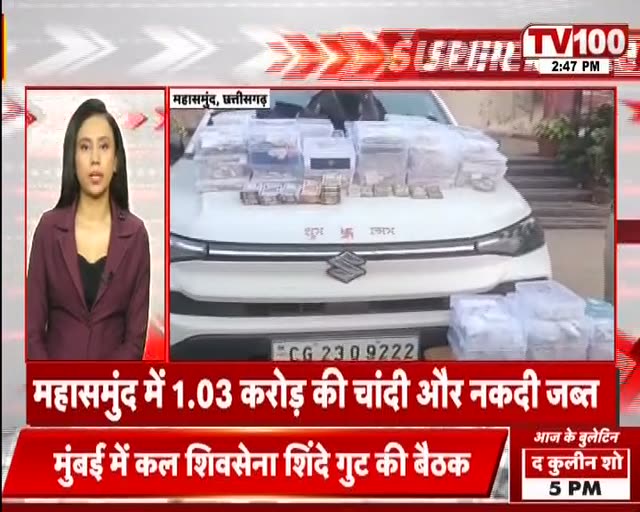 SUPER
TV100
2:47 PM
महासमुंद, छत्तीसगढ़
शुभ लाभ
CG 23 Q 9222
महासमुंद में 1.03 करोड़ की चांदी और नकदी जब्त
मुंबई में कल शिवसेना शिंदे गुट की बैठक
आज के बुलेटिन
द कुलीन शो
5 PM